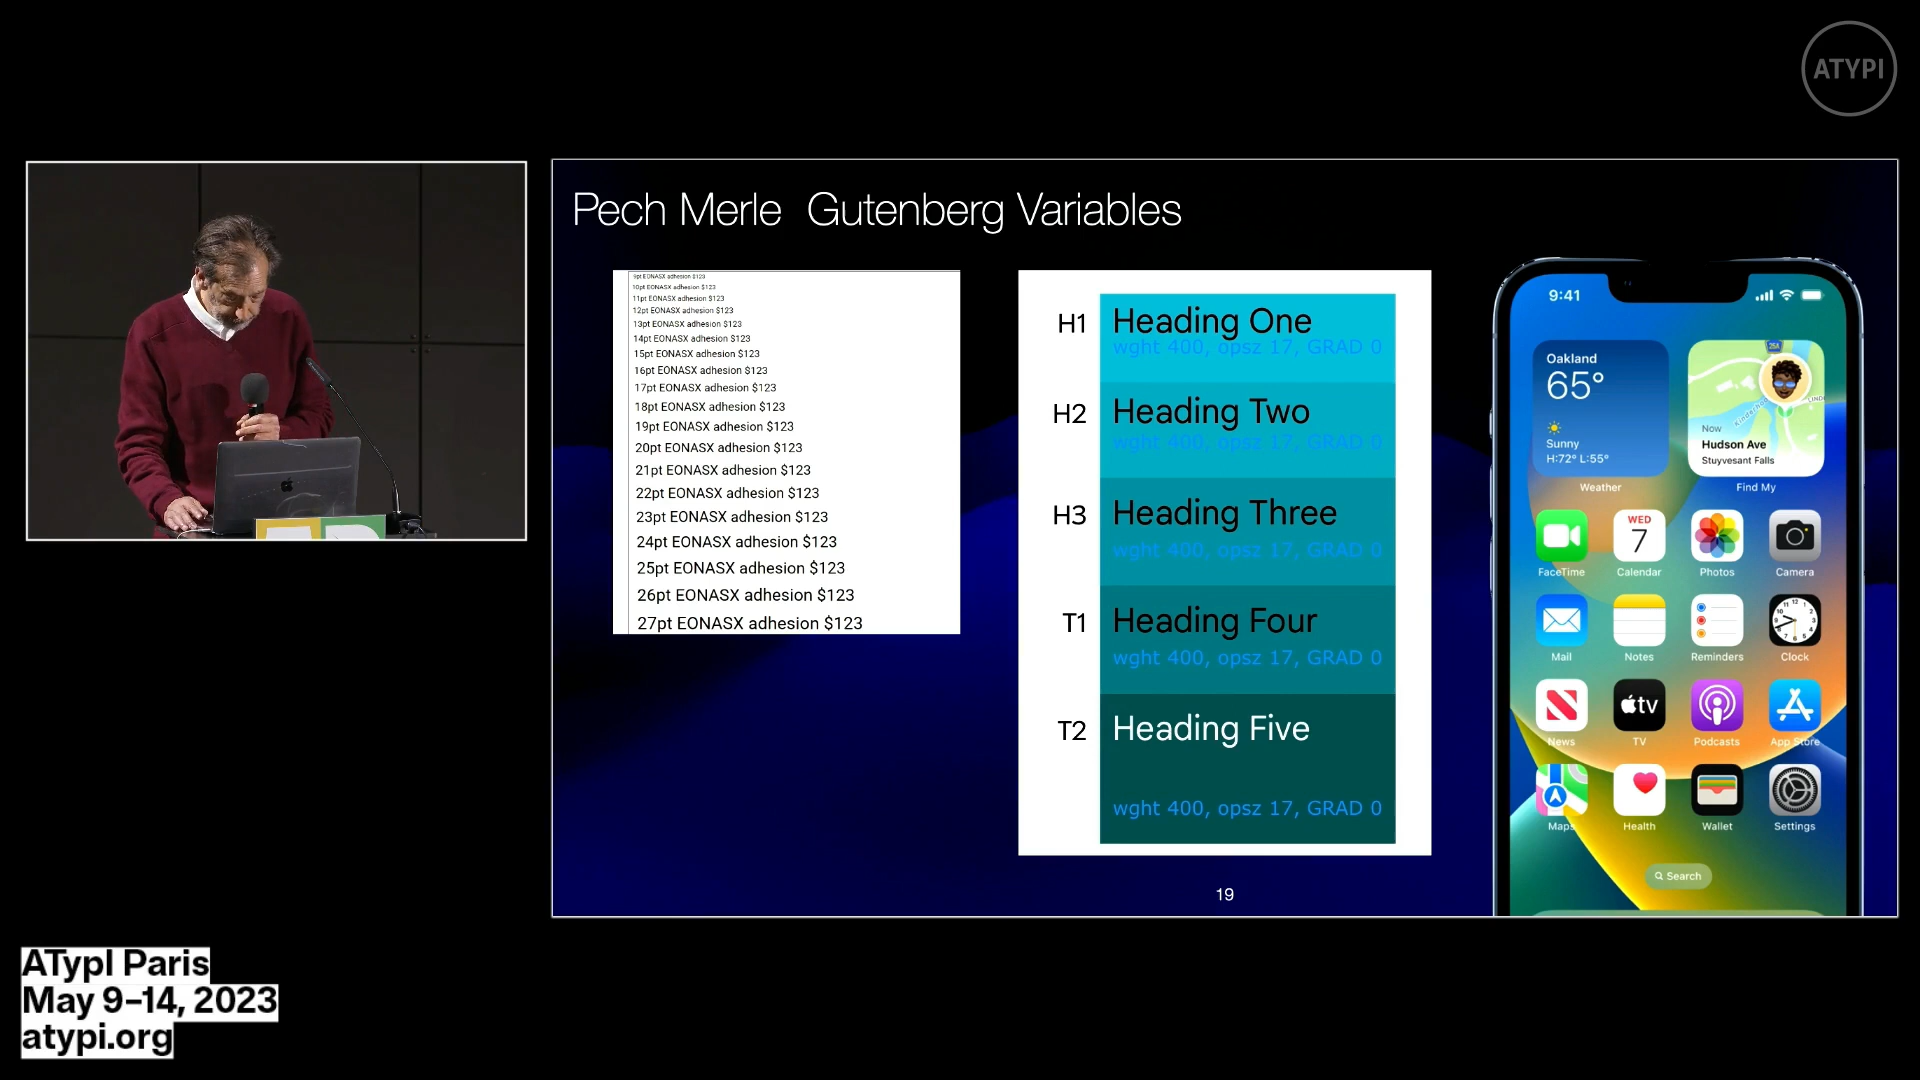 ATYPI
Pech Merle  Gutenberg Variables
9pt EONASX adhesion $123
10pt EONASX adhesion $123
11pt EONASX adhesion $123
12pt EONASX adhesion $123
13pt EONASX adhesion $123
14pt EONASX adhesion $123
15pt EONASX adhesion $123
16pt EONASX adhesion $123
17pt EONASX adhesion $123
18pt EONASX adhesion $123
19pt EONASX adhesion $123
20pt EONASX adhesion $123
21pt EONASX adhesion $123
22pt EONASX adhesion $123
23pt EONASX adhesion $123
24pt EONASX adhesion $123
25pt EONASX adhesion $123
26pt EONASX adhesion $123
27pt EONASX adhesion $123
H1 Heading One
wght 400, opsz 17, GRAD 0
H2 Heading Two
wght 400, opsz 17, GRAD 0
H3 Heading Three
wght 400, opsz 17, GRAD 0
T1 Heading Four
wght 400, opsz 17, GRAD 0
T2 Heading Five
wght 400, opsz 17, GRAD 0
9:41
Oakland
65°
Sunny
H:72° L:55°
Weather
Now
Hudson Ave
Stuyvesant Falls
Find My
WED
7
FaceTime Calendar Photos Camera
Mail Notes Reminders Clock
tv
News TV Podcasts App Store
Maps Health Wallet Settings
Search
19
ATypI Paris
May 9–14, 2023
atypi.org